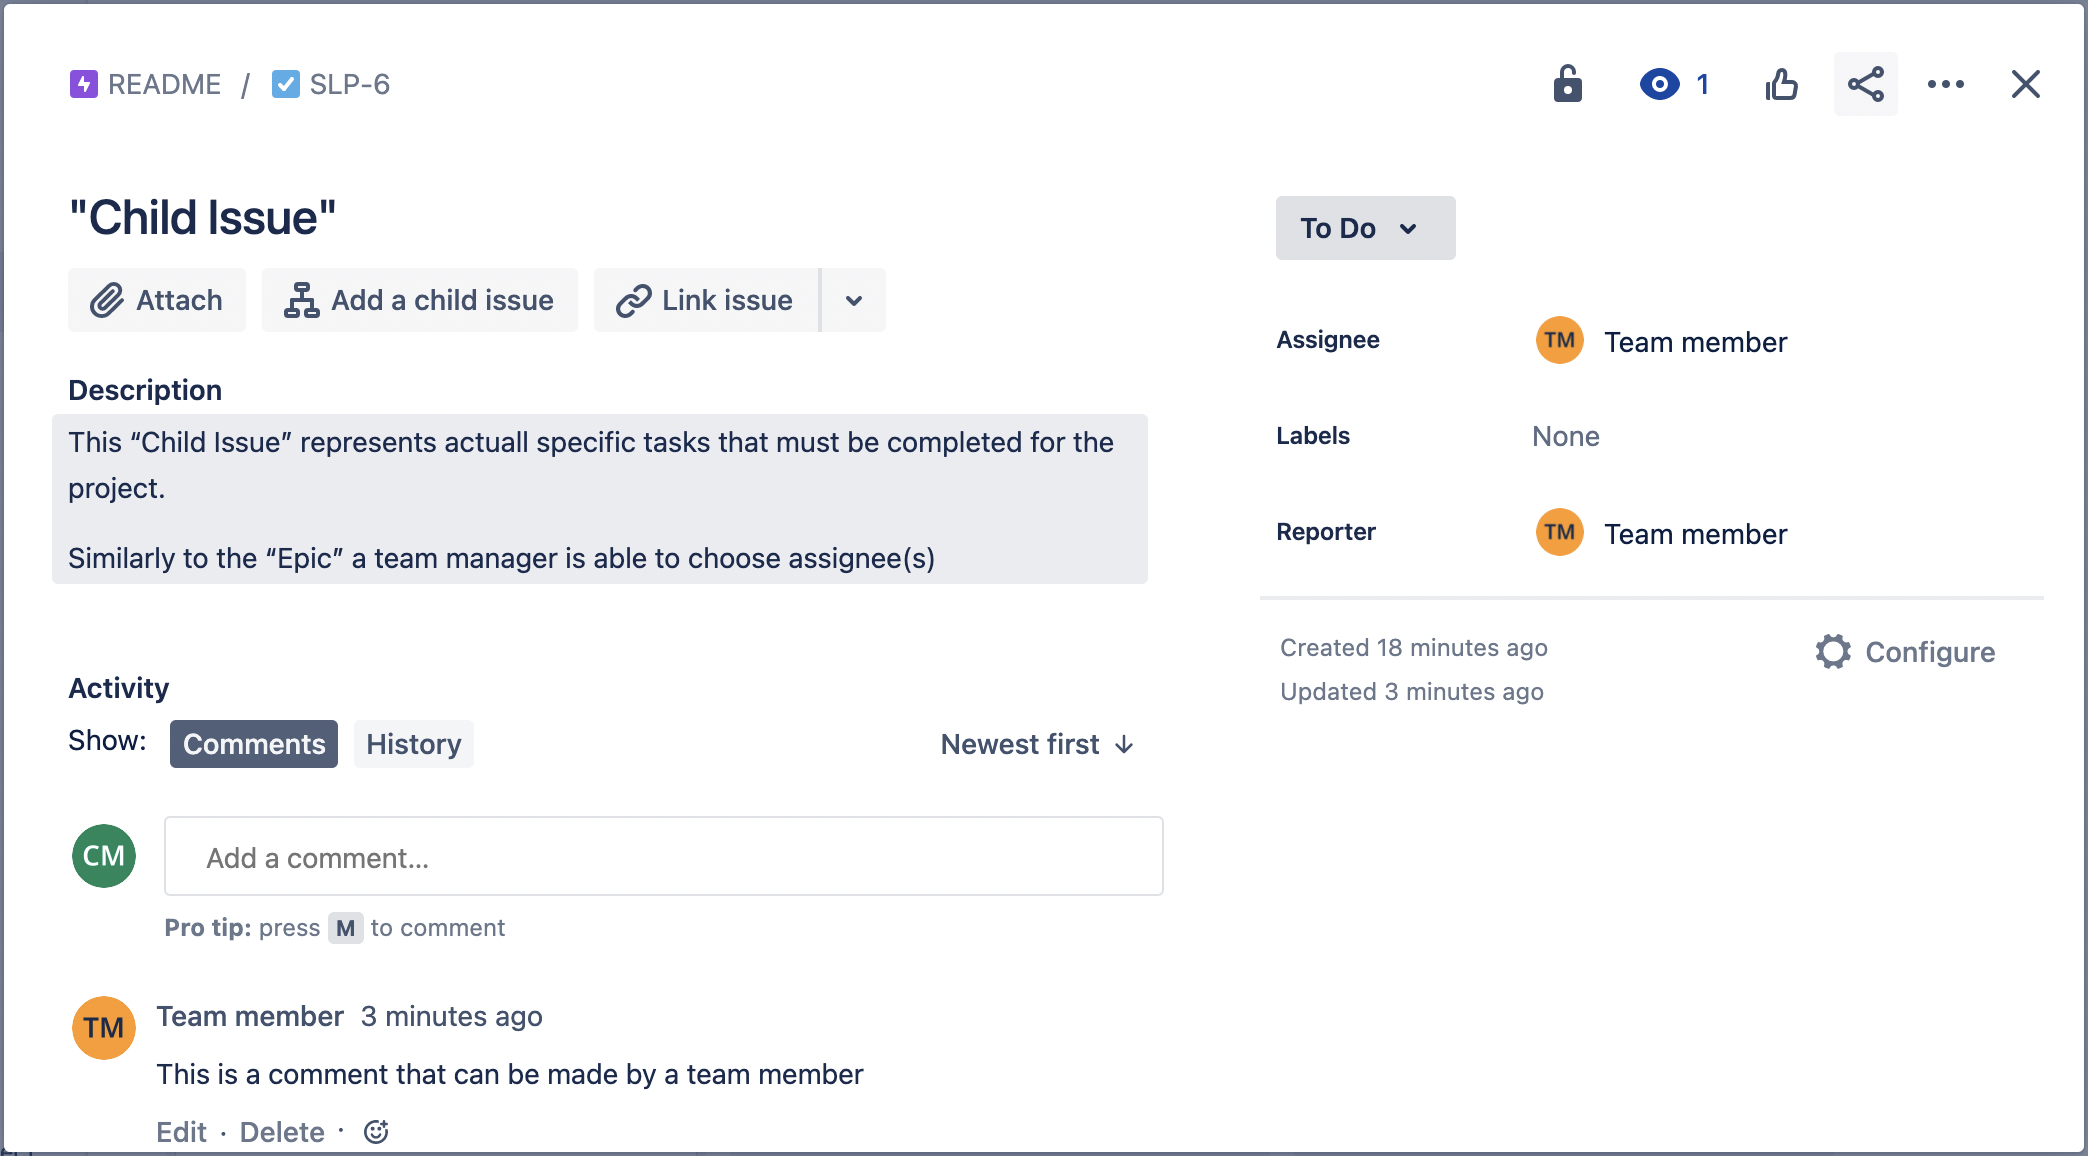 README / SLP-6
1
"Child Issue"
Attach
Add a child issue
Link issue
Description
This “Child Issue” represents actuall specific tasks that must be completed for the
project.
Similarly to the “Epic” a team manager is able to choose assignee(s)
Activity
Show: Comments History
Newest first
CM
Add a comment...
Pro tip: press M to comment
TM
Team member 3 minutes ago
This is a comment that can be made by a team member
Edit · Delete ·
To Do
Assignee
TM Team member
Labels
None
Reporter
TM Team member
Created 18 minutes ago
Updated 3 minutes ago
Configure